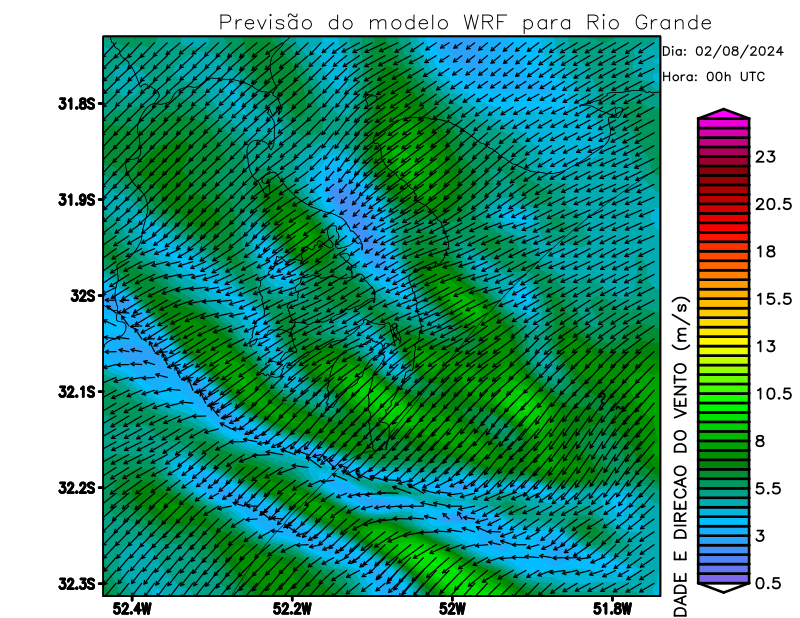 Previsão do modelo WRF para Rio Grande
Dia: 02/08/2024
Hora: 00h UTC
31.8S
31.9S
32S
32.1S
32.2S
32.3S
52.4W
52.2W
52W
51.8W
23
20.5
18
15.5
13
10.5
8
5.5
3
0.5
DADE E DIRECAO DO VENTO (m/s)